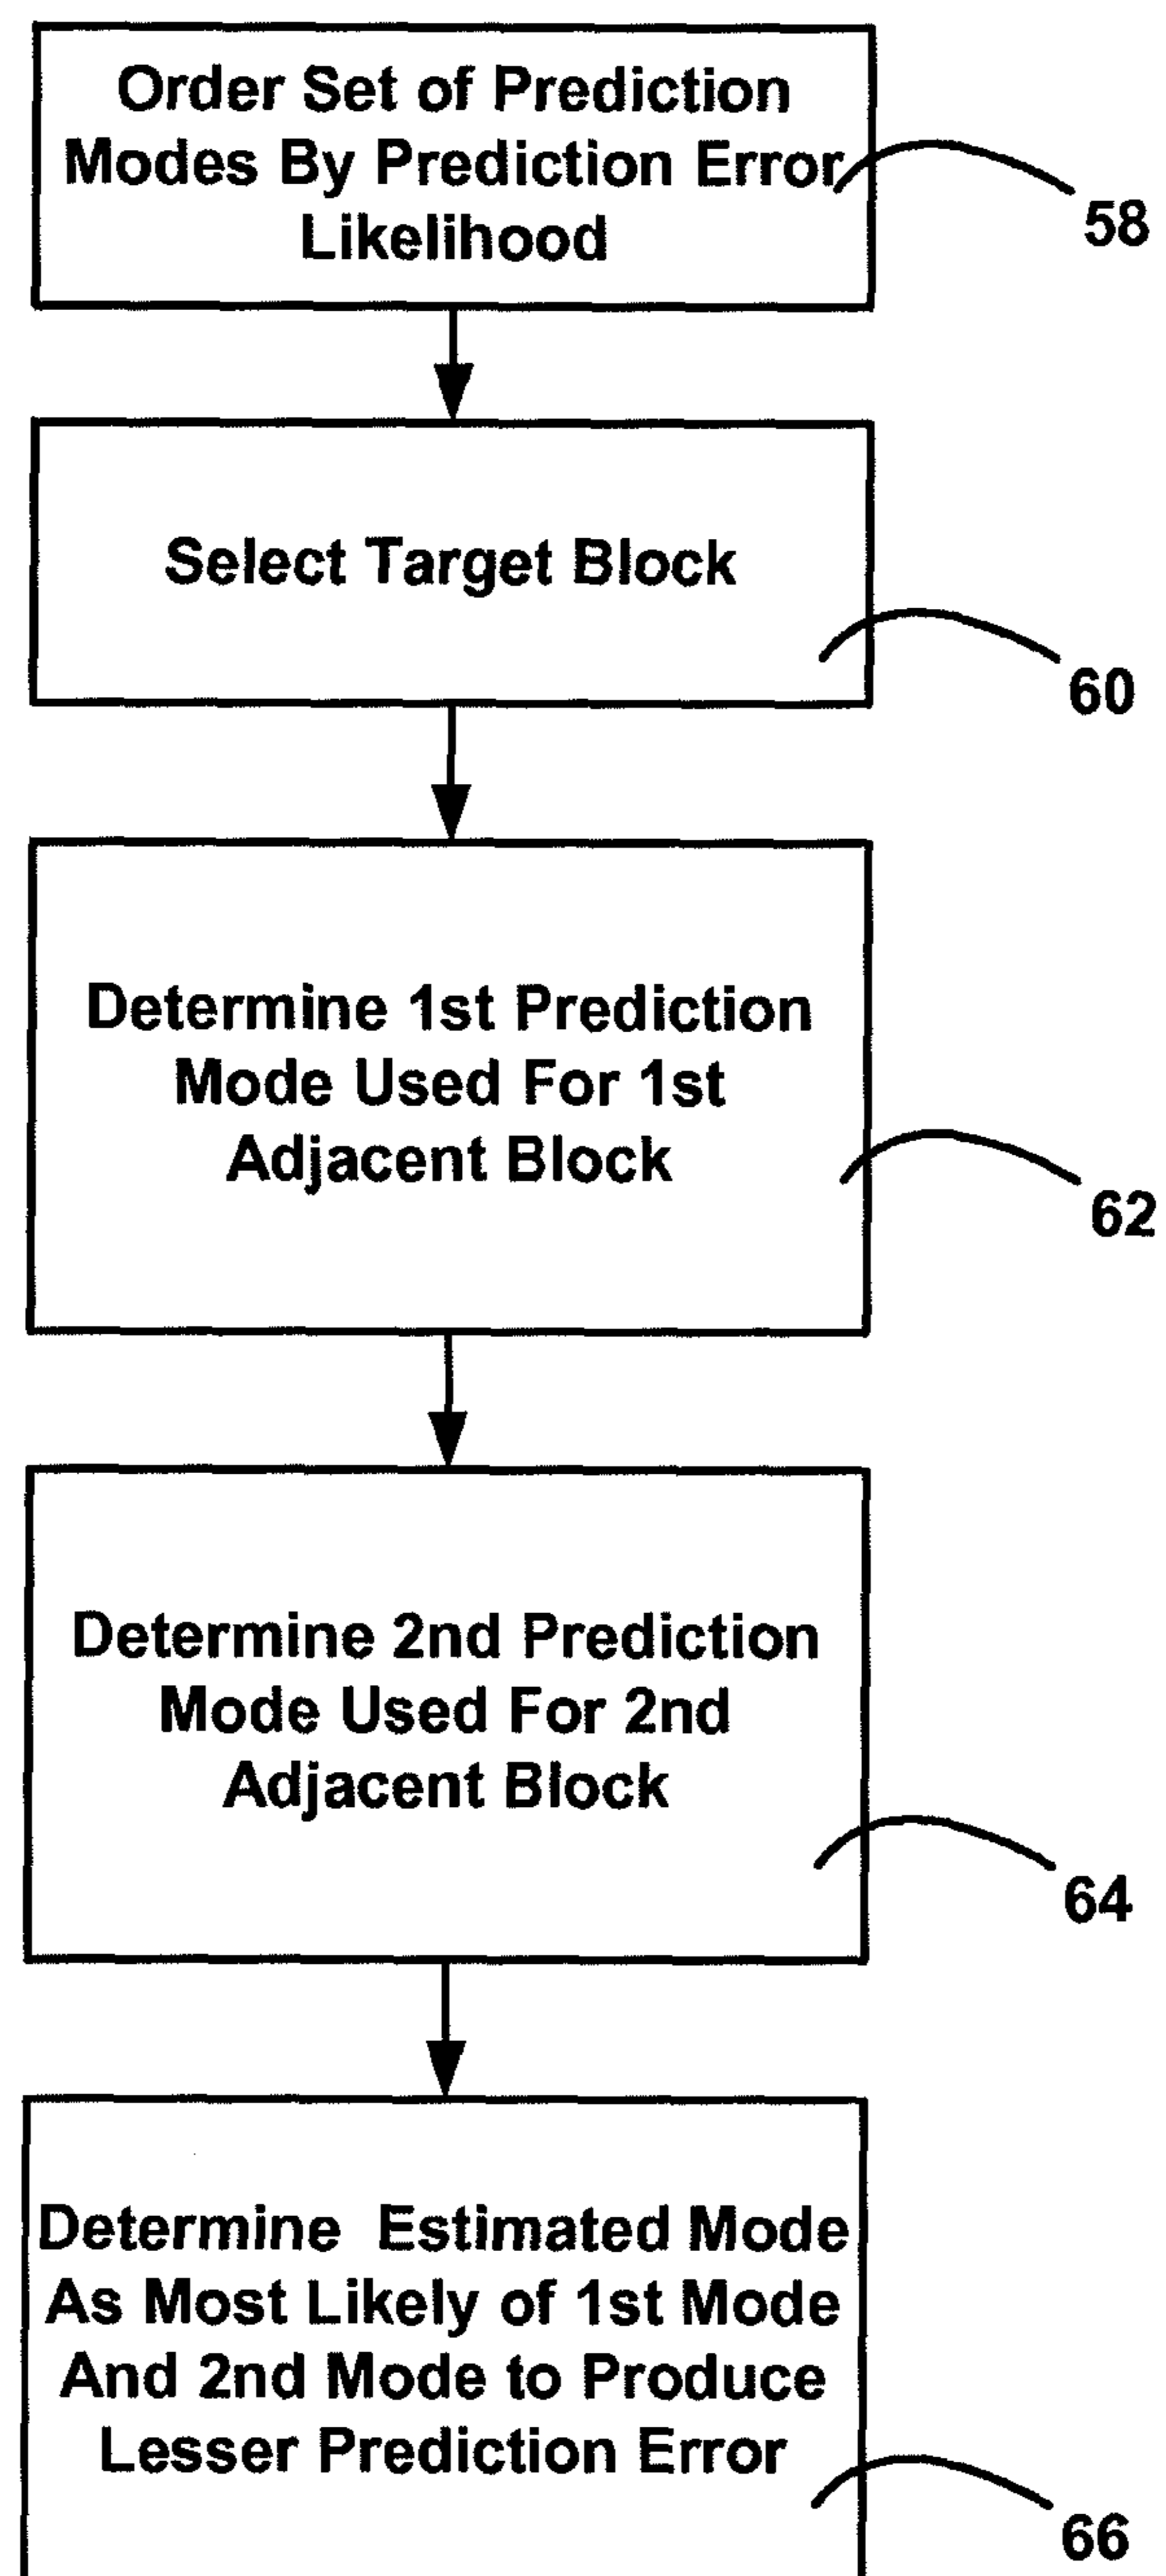 Order Set of Prediction
Modes By Prediction Error
Likelihood
58
Select Target Block
60
Determine 1st Prediction
Mode Used For 1st
Adjacent Block
62
Determine 2nd Prediction
Mode Used For 2nd
Adjacent Block
64
Determine Estimated Mode
As Most Likely of 1st Mode
And 2nd Mode to Produce
Lesser Prediction Error
66